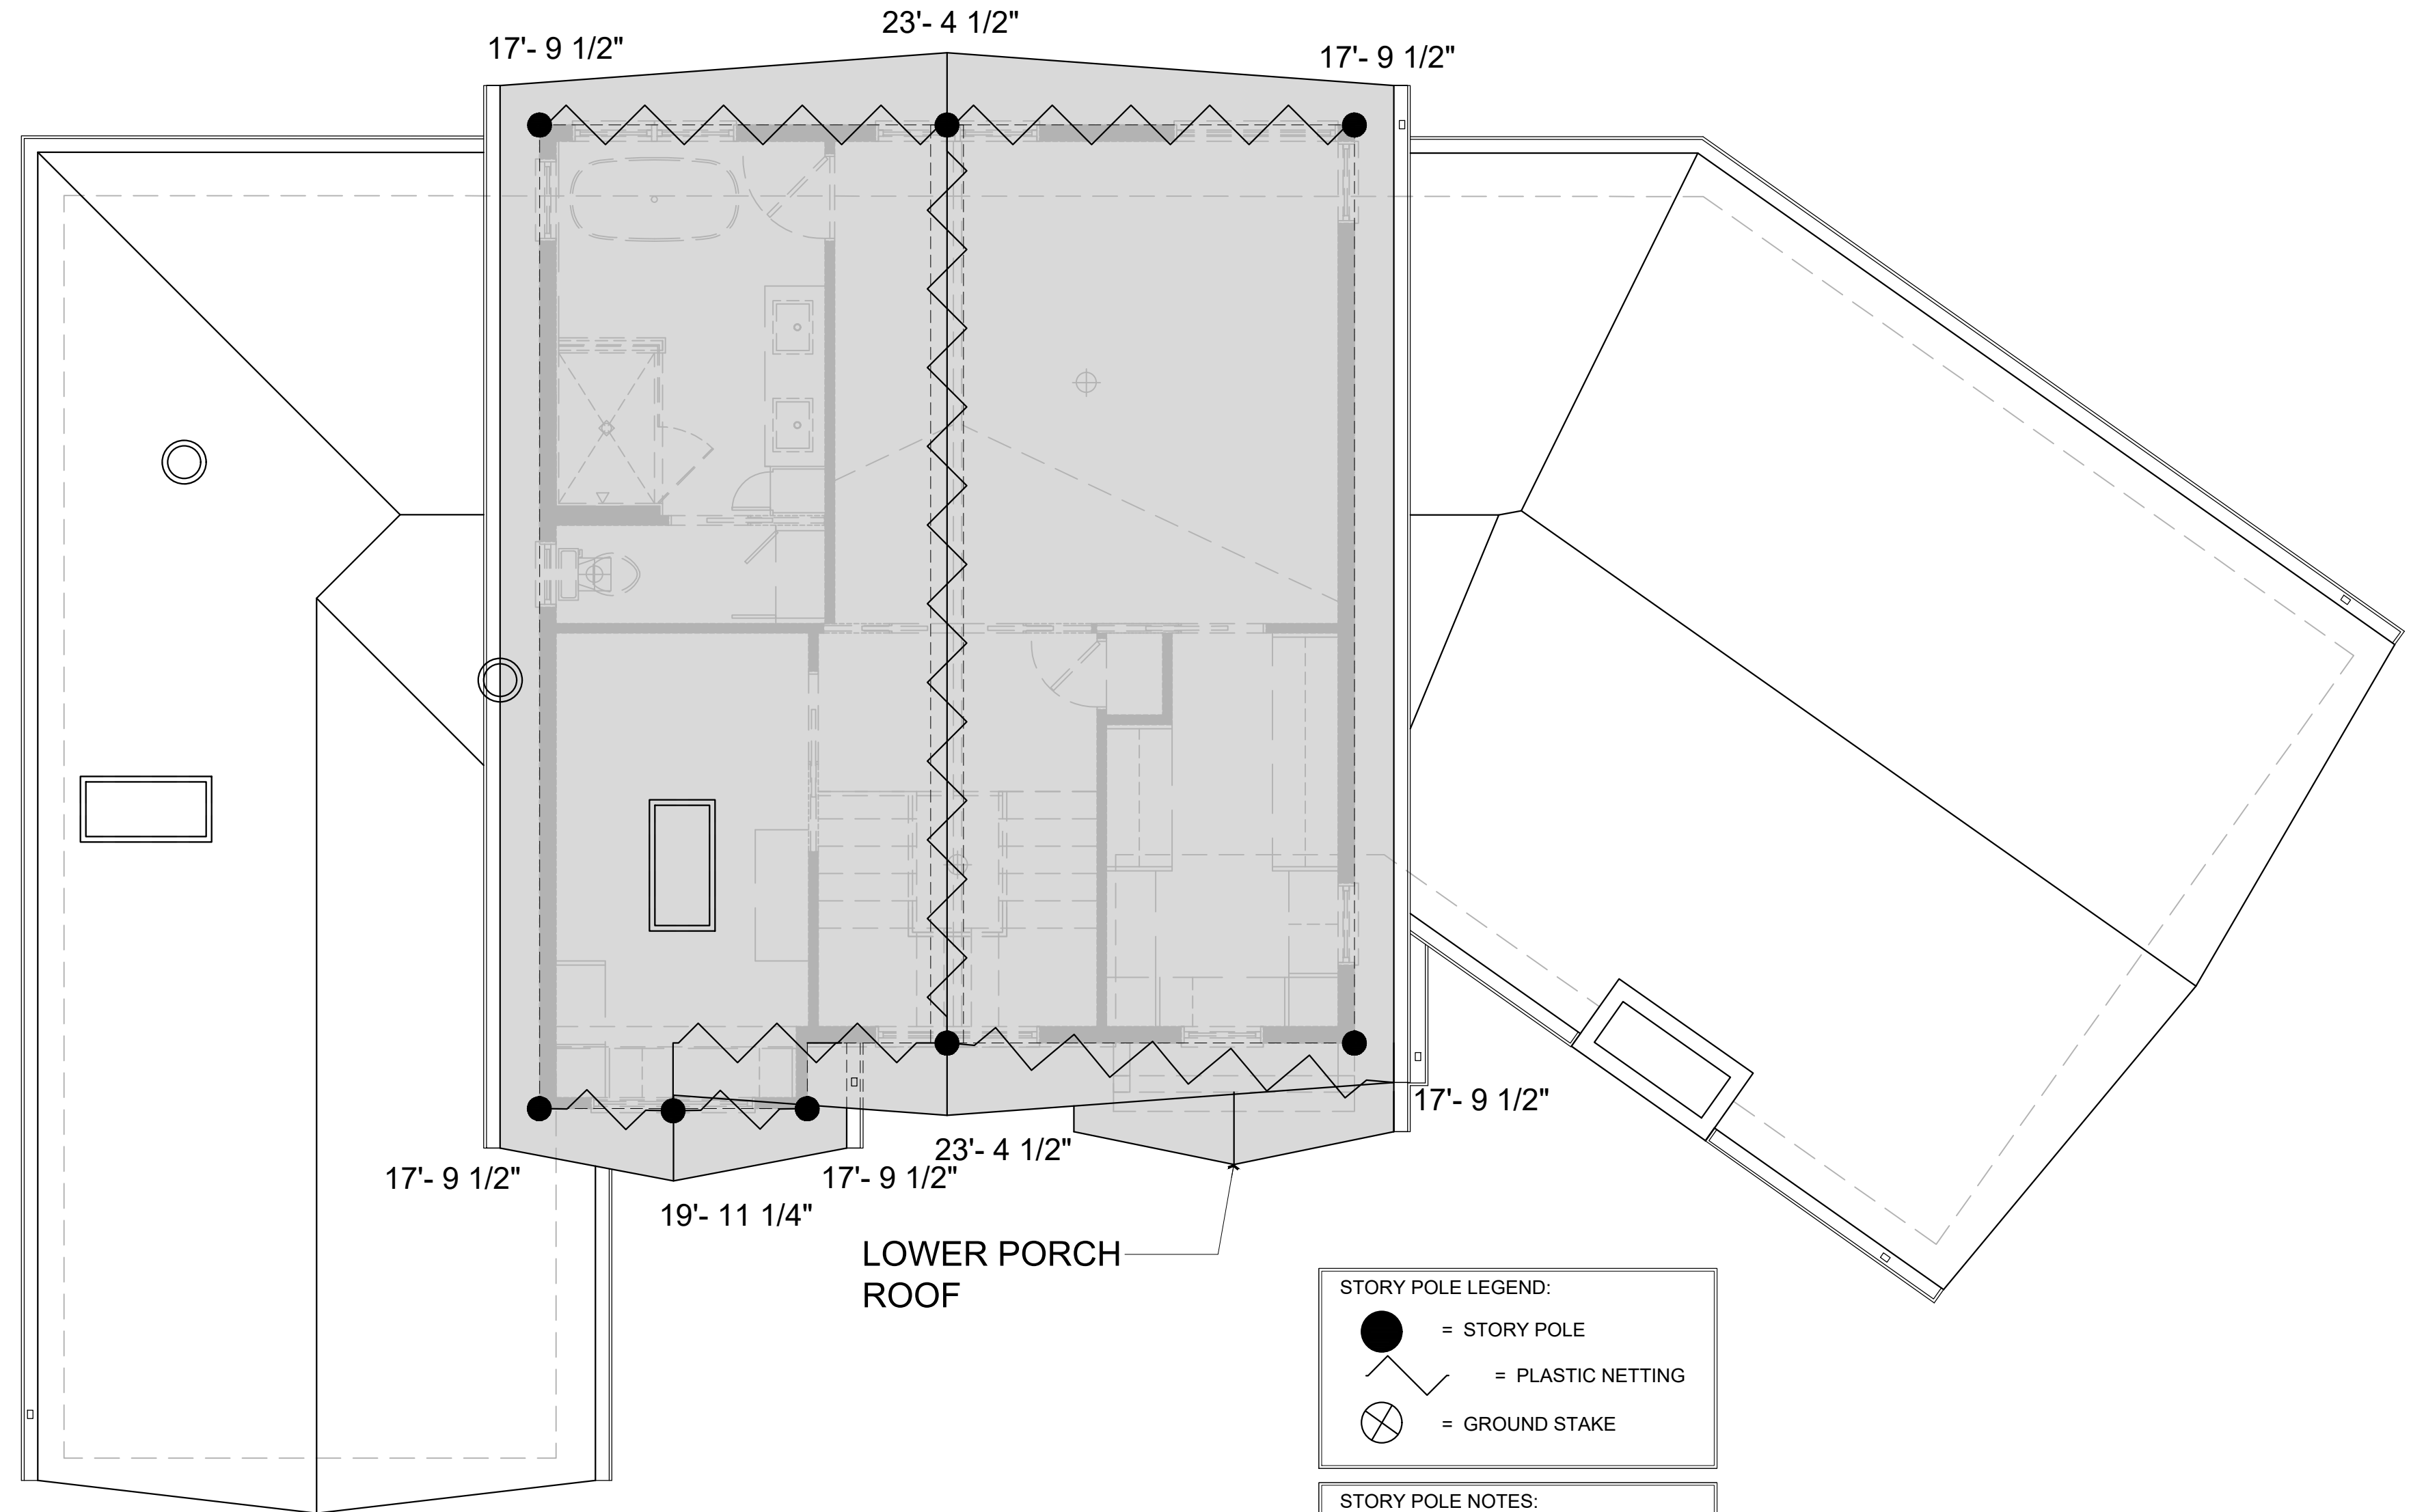 23'- 4 1/2"
17'- 9 1/2"
17'- 9 1/2"
17'- 9 1/2"
23'- 4 1/2"
17'- 9 1/2"
17'- 9 1/2"
19'- 11 1/4"
LOWER PORCH
ROOF
STORY POLE LEGEND:
= STORY POLE
= PLASTIC NETTING
= GROUND STAKE
STORY POLE NOTES: